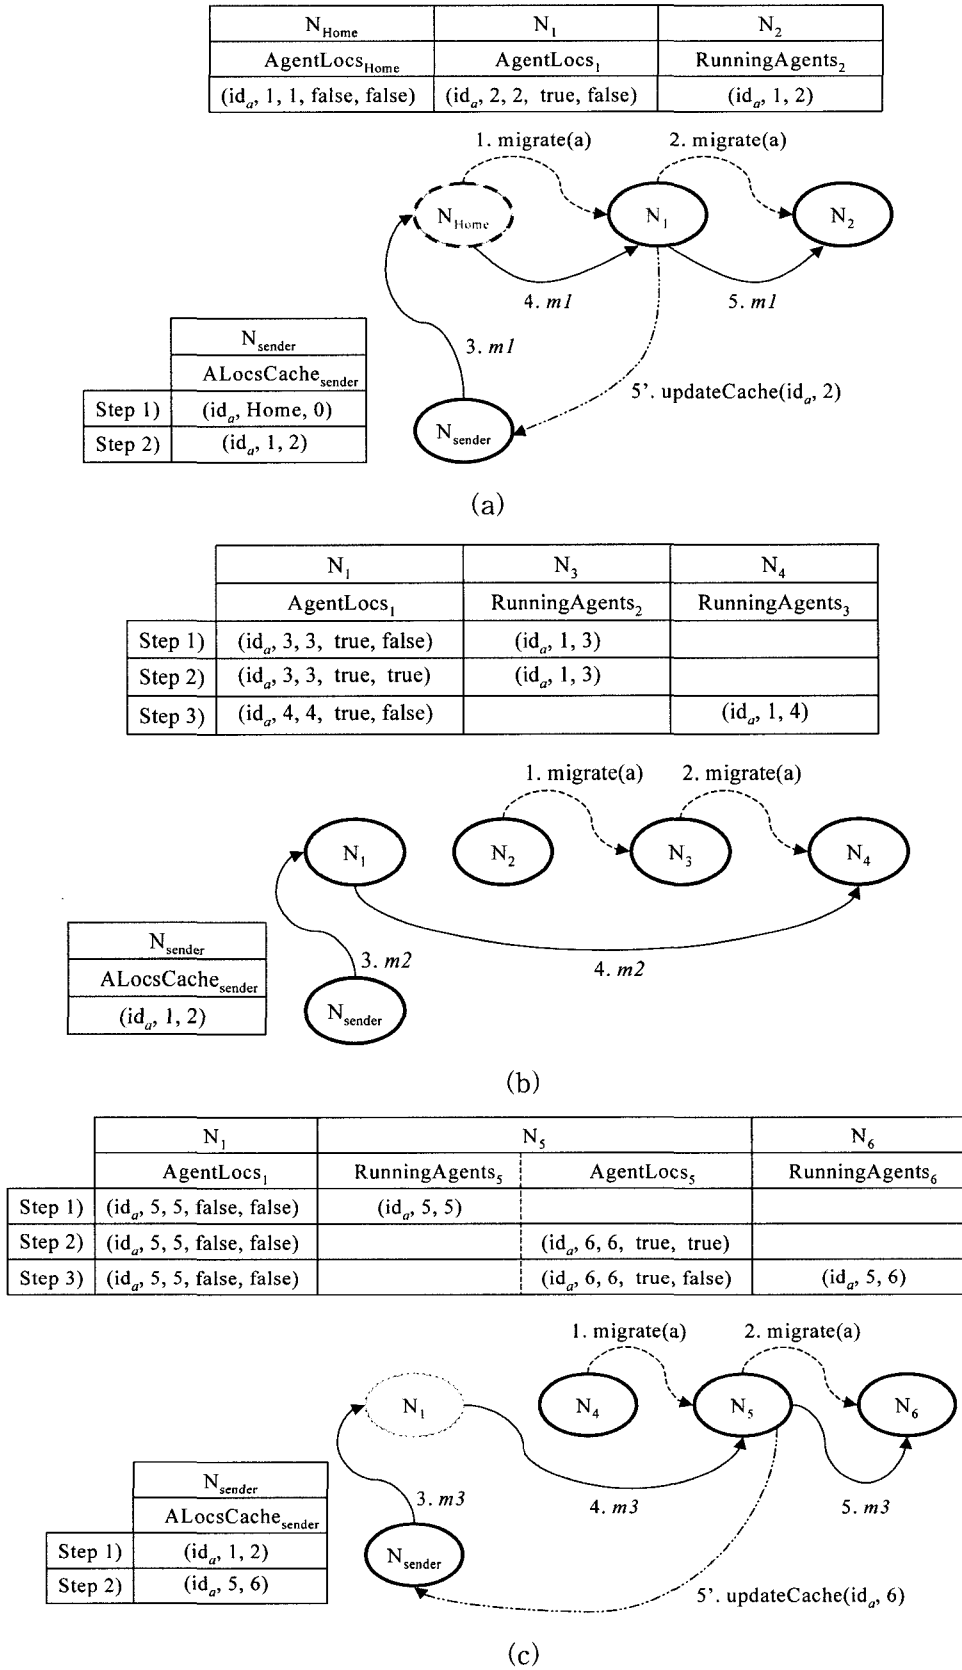 N_Home N_1 N_2
AgentLocs_Home AgentLocs_1 RunningAgents_2
(id_a, 1, 1, false, false) (id_a, 2, 2, true, false) (id_a, 1, 2)
1. migrate(a) 2. migrate(a)
N_Home N_1 N_2
4. m1 5. m1
3. m1
N_sender
ALocsCache_sender
Step 1) (id_a, Home, 0)
Step 2) (id_a, 1, 2)
5'. updateCache(id_a, 2)
N_sender
(a)
N_1 N_3 N_4
AgentLocs_1 RunningAgents_2 RunningAgents_3
Step 1) (id_a, 3, 3, true, false) (id_a, 1, 3)
Step 2) (id_a, 3, 3, true, true) (id_a, 1, 3)
Step 3) (id_a, 4, 4, true, false) (id_a, 1, 4)
1. migrate(a) 2. migrate(a)
N_1 N_2 N_3 N_4
3. m2 4. m2
N_sender
ALocsCache_sender
(id_a, 1, 2)
N_sender
(b)
N_1 N_5 N_6
AgentLocs_1 RunningAgents_5 AgentLocs_5 RunningAgents_6
Step 1) (id_a, 5, 5, false, false) (id_a, 5, 5)
Step 2) (id_a, 5, 5, false, false) (id_a, 6, 6, true, true)
Step 3) (id_a, 5, 5, false, false) (id_a, 6, 6, true, false) (id_a, 5, 6)
1. migrate(a) 2. migrate(a)
N_1 N_4 N_5 N_6
3. m3 4. m3 5. m3
N_sender
ALocsCache_sender
Step 1) (id_a, 1, 2)
Step 2) (id_a, 5, 6)
N_sender
5'. updateCache(id_a, 6)
(c)